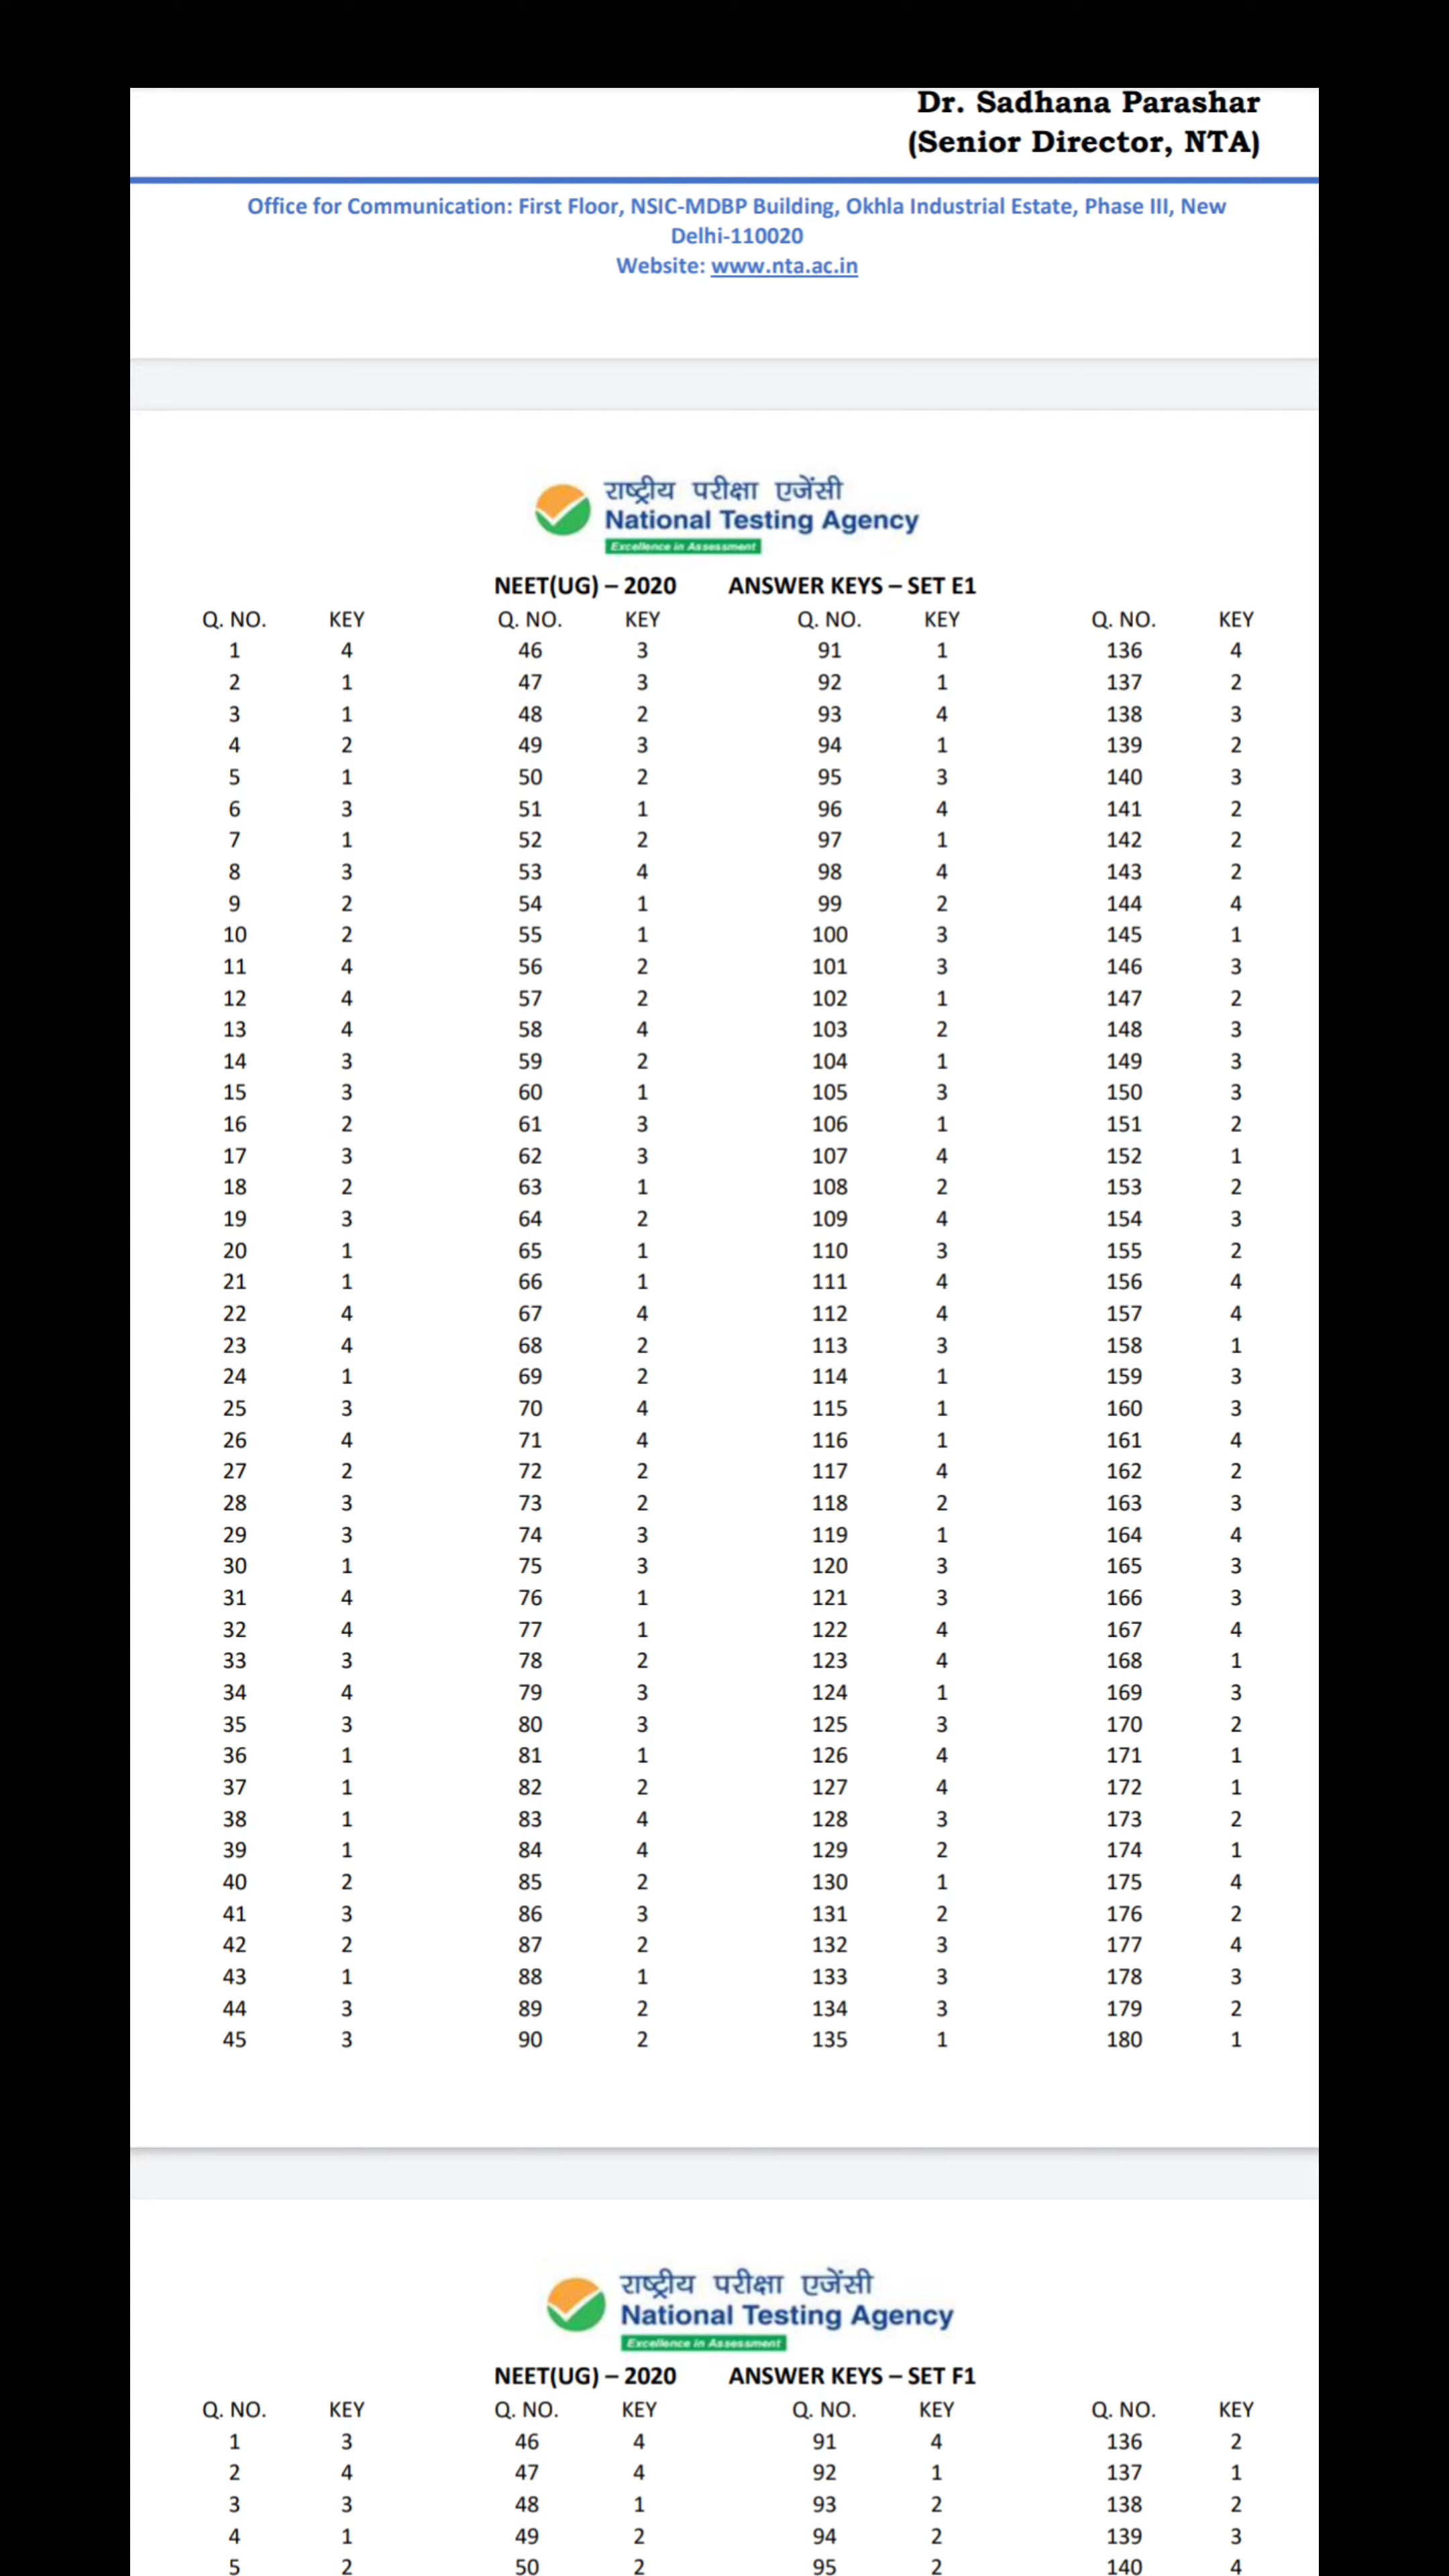 Dr. Sadhana Parashar
(Senior Director, NTA)
Office for Communication: First Floor, NSIC-MDBP Building, Okhla Industrial Estate, Phase III, New
Delhi-110020
Website: www.nta.ac.in
राष्ट्रीय परीक्षा एजेंसी
National Testing Agency
Excellence in Assessment
NEET(UG) – 2020 ANSWER KEYS – SET E1
Q. NO. KEY Q. NO. KEY Q. NO. KEY Q. NO. KEY
1 4 46 3 91 1 136 4
2 1 47 3 92 1 137 2
3 1 48 2 93 4 138 3
4 2 49 3 94 1 139 2
5 1 50 2 95 3 140 3
6 3 51 1 96 4 141 2
7 1 52 2 97 1 142 2
8 3 53 4 98 4 143 2
9 2 54 1 99 2 144 4
10 2 55 1 100 3 145 1
11 4 56 2 101 3 146 3
12 4 57 2 102 1 147 2
13 4 58 4 103 2 148 3
14 3 59 2 104 1 149 3
15 3 60 1 105 3 150 3
16 2 61 3 106 1 151 2
17 3 62 3 107 4 152 1
18 2 63 1 108 2 153 2
19 3 64 2 109 4 154 3
20 1 65 1 110 3 155 2
21 1 66 1 111 4 156 4
22 4 67 4 112 4 157 4
23 4 68 2 113 3 158 1
24 1 69 2 114 1 159 3
25 3 70 4 115 1 160 3
26 4 71 4 116 1 161 4
27 2 72 2 117 4 162 2
28 3 73 2 118 2 163 3
29 3 74 3 119 1 164 4
30 1 75 3 120 3 165 3
31 4 76 1 121 3 166 3
32 4 77 1 122 4 167 4
33 3 78 2 123 4 168 1
34 4 79 3 124 1 169 3
35 3 80 3 125 3 170 2
36 1 81 1 126 4 171 1
37 1 82 2 127 4 172 1
38 1 83 4 128 3 173 2
39 1 84 4 129 2 174 1
40 2 85 2 130 1 175 4
41 3 86 3 131 2 176 2
42 2 87 2 132 3 177 4
43 1 88 1 133 3 178 3
44 3 89 2 134 3 179 2
45 3 90 2 135 1 180 1
राष्ट्रीय परीक्षा एजेंसी
National Testing Agency
Excellence in Assessment
NEET(UG) – 2020 ANSWER KEYS – SET F1
Q. NO. KEY Q. NO. KEY Q. NO. KEY Q. NO. KEY
1 3 46 4 91 4 136 2
2 4 47 4 92 1 137 1
3 3 48 1 93 2 138 2
4 1 49 2 94 2 139 3
5 2 50 2 95 2 140 4